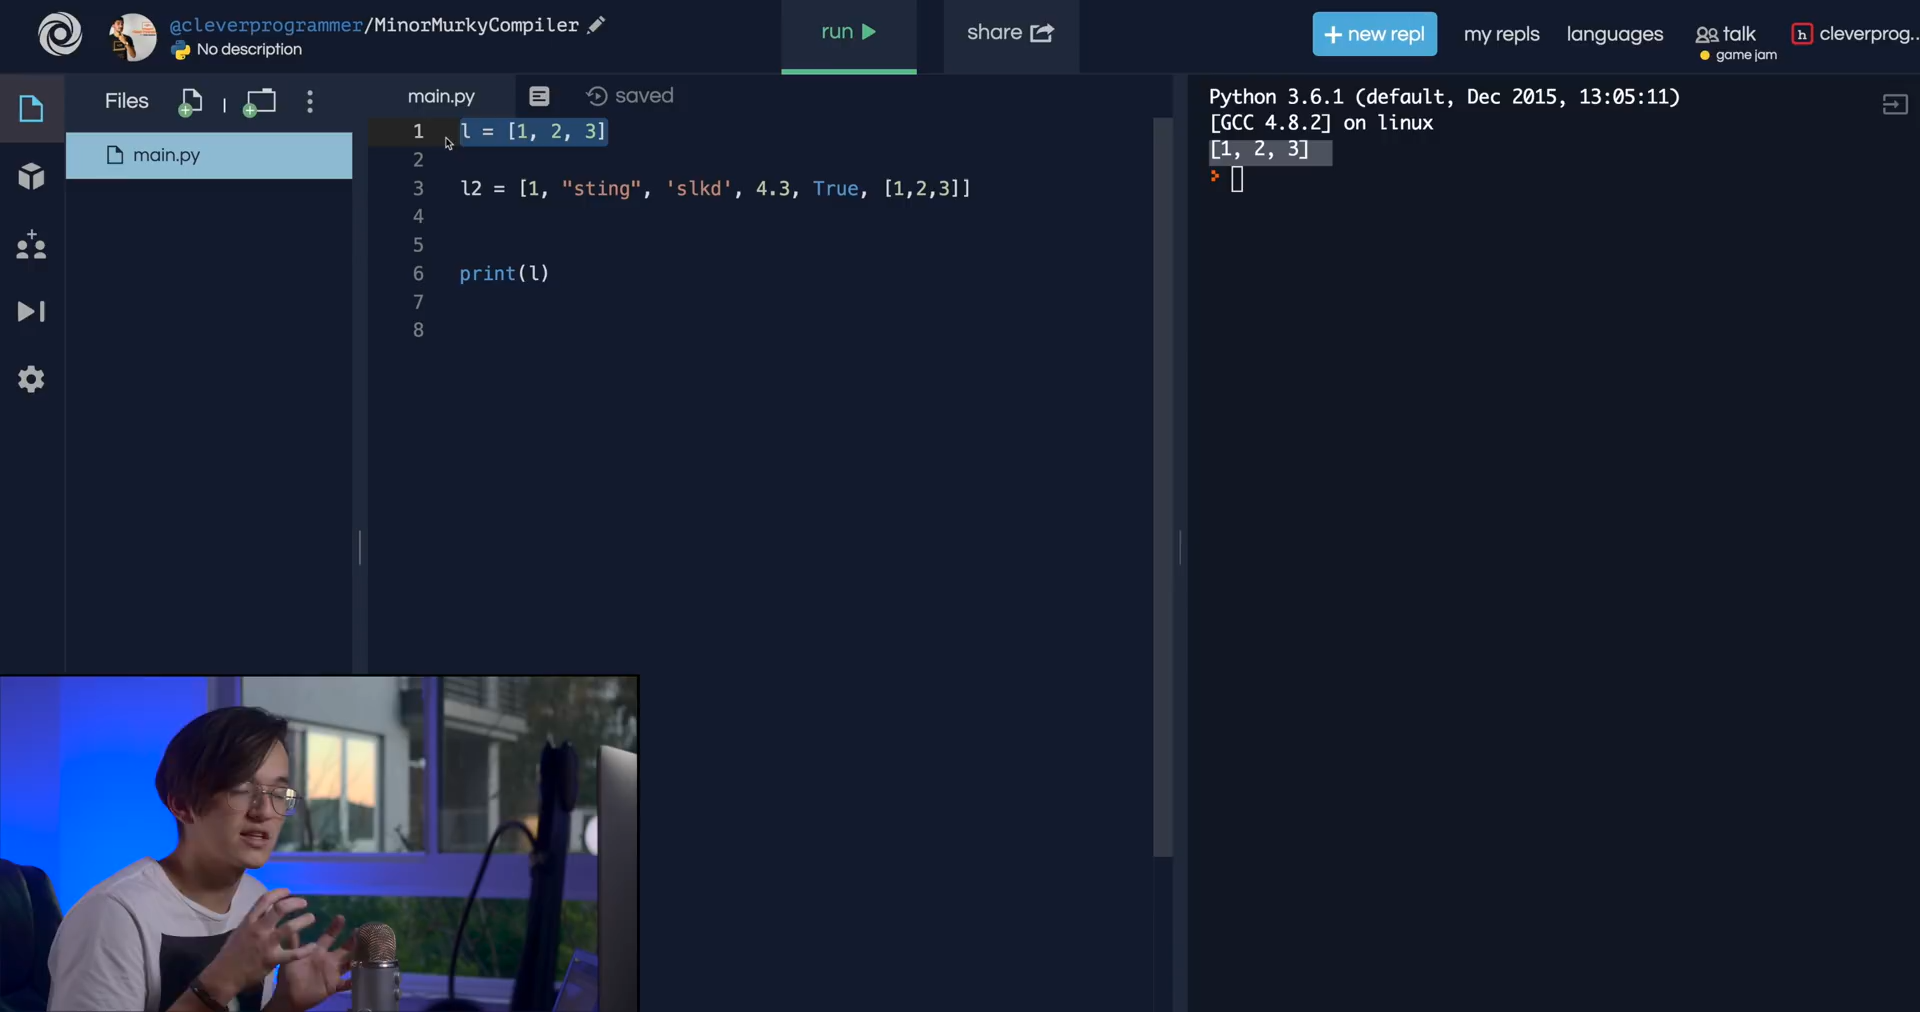 @cleverprogrammer/MinorMurkyCompiler
No description
run
share
+ new repl
my repls
languages
talk
game jam
h
cleverprog..
Files
main.py
main.py
saved
1 l = [1, 2, 3]
2
3 l2 = [1, "sting", 'slkd', 4.3, True, [1,2,3]]
4
5
6 print(l)
7
8
Python 3.6.1 (default, Dec 2015, 13:05:11)
[GCC 4.8.2] on linux
[1, 2, 3]